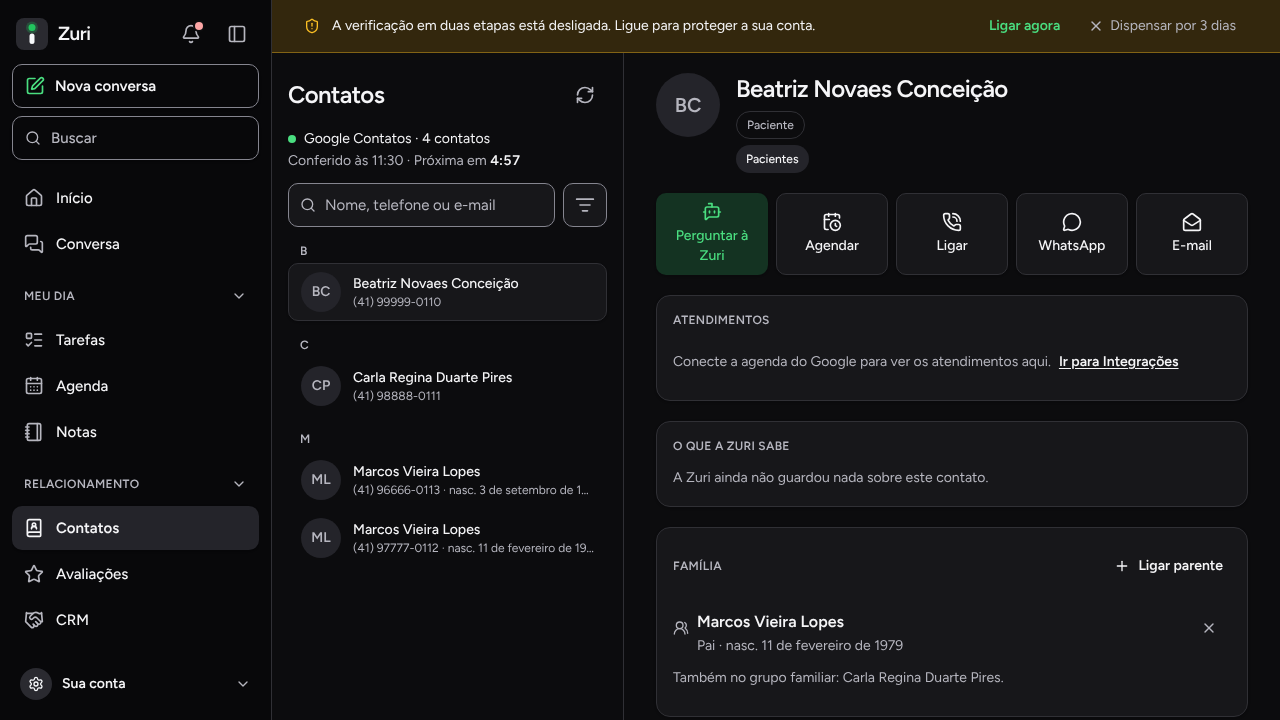 Zuri
Nova conversa
Buscar
Início
Conversa
MEU DIA
Tarefas
Agenda
Notas
RELACIONAMENTO
Contatos
Avaliações
CRM
Sua conta
A verificação em duas etapas está desligada. Ligue para proteger a sua conta.
Ligar agora
Dispensar por 3 dias
Contatos
Google Contatos · 4 contatos
Conferido às 11:30 · Próxima em 4:57
Nome, telefone ou e-mail
B
BC
Beatriz Novaes Conceição
(41) 99999-0110
C
CP
Carla Regina Duarte Pires
(41) 98888-0111
M
ML
Marcos Vieira Lopes
(41) 96666-0113 · nasc. 3 de setembro de 1...
ML
Marcos Vieira Lopes
(41) 97777-0112 · nasc. 11 de fevereiro de 19...
BC
Beatriz Novaes Conceição
Paciente
Pacientes
Perguntar à
Zuri
Agendar
Ligar
WhatsApp
E-mail
ATENDIMENTOS
Conecte a agenda do Google para ver os atendimentos aqui. Ir para Integrações
O QUE A ZURI SABE
A Zuri ainda não guardou nada sobre este contato.
FAMÍLIA
Ligar parente
Marcos Vieira Lopes
Pai · nasc. 11 de fevereiro de 1979
Também no grupo familiar: Carla Regina Duarte Pires.